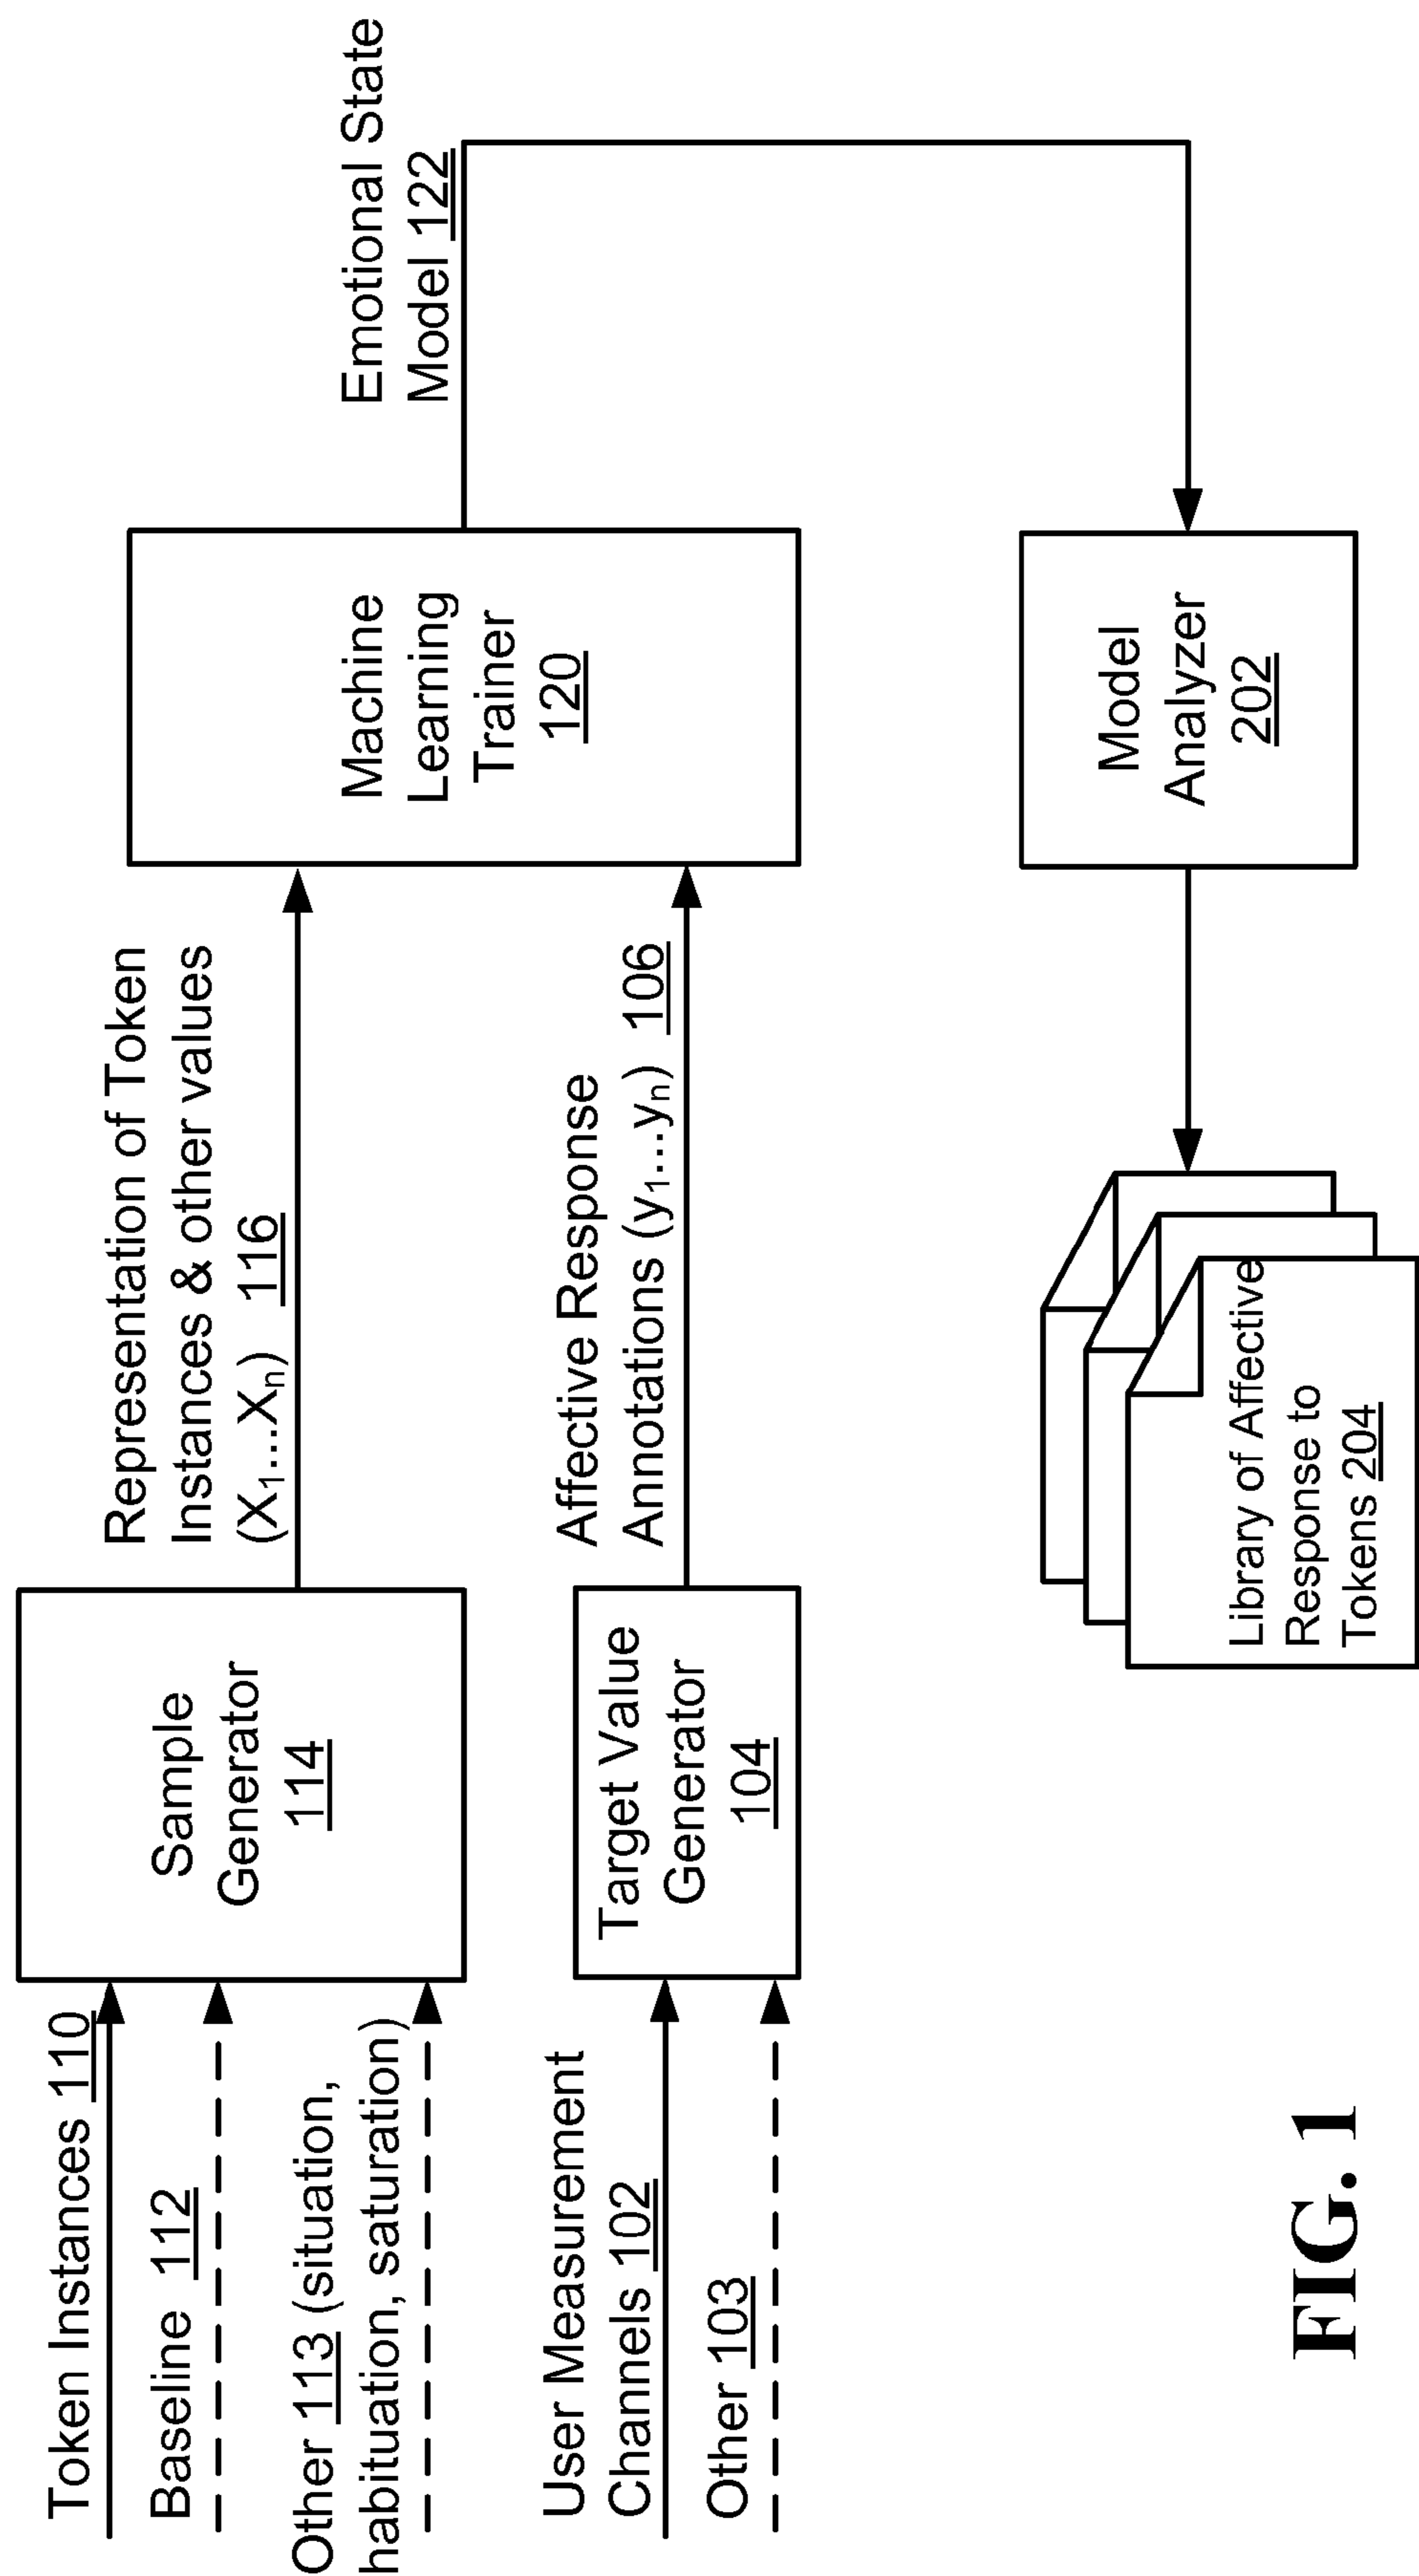 Token Instances 110
Baseline 112
Other 113 (situation,
habituation, saturation)
Sample
Generator
114
Representation of Token
Instances & other values
(X1...Xn) 116
User Measurement
Channels 102
Other 103
Target Value
Generator
104
Affective Response
Annotations (y1...yn) 106
Machine
Learning
Trainer
120
Emotional State
Model 122
Model
Analyzer
202
Library of Affective
Response to
Tokens 204
FIG. 1